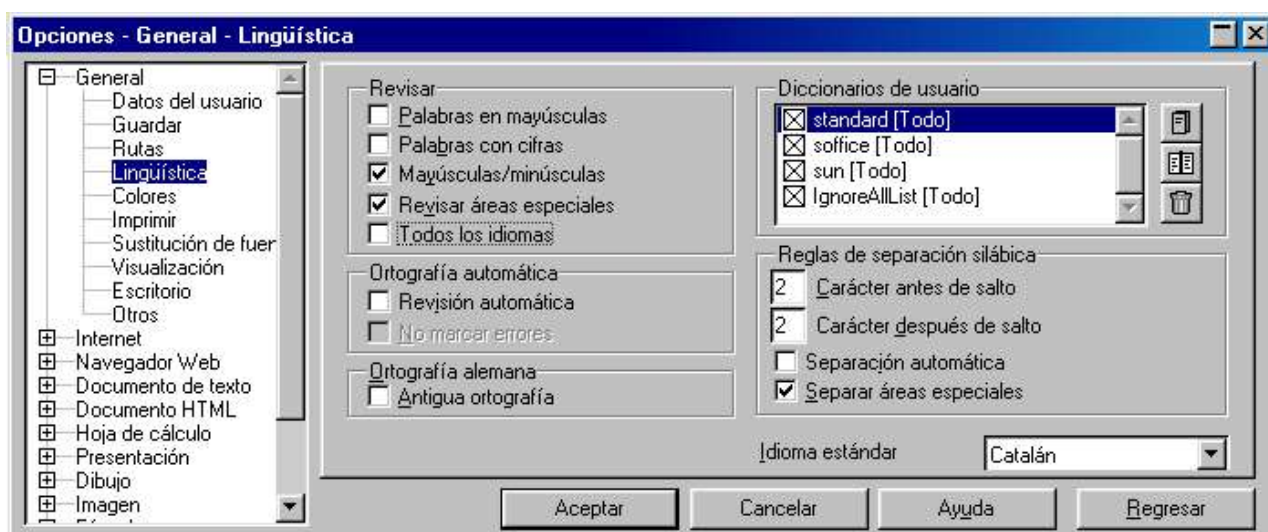 Opciones - General - Lingüística
General
Datos del usuario
Guardar
Rutas
Lingüística
Colores
Imprimir
Sustitución de fuer
Visualización
Escritorio
Otros
Internet
Navegador Web
Documento de texto
Documento HTML
Hoja de cálculo
Presentación
Dibujo
Imagen
Revisar
Palabras en mayúsculas
Palabras con cifras
Mayúsculas/minúsculas
Revisar áreas especiales
Todos los idiomas
Ortografía automática
Revisión automática
No marcar errores
Ortografía alemana
Antigua ortografía
Diccionarios de usuario
standard [Todo]
soffice [Todo]
sun [Todo]
IgnoreAllList [Todo]
Reglas de separación silábica
2 Carácter antes de salto
2 Carácter después de salto
Separación automática
Separar áreas especiales
Idioma estándar Catalán
Aceptar Cancelar Ayuda Regresar